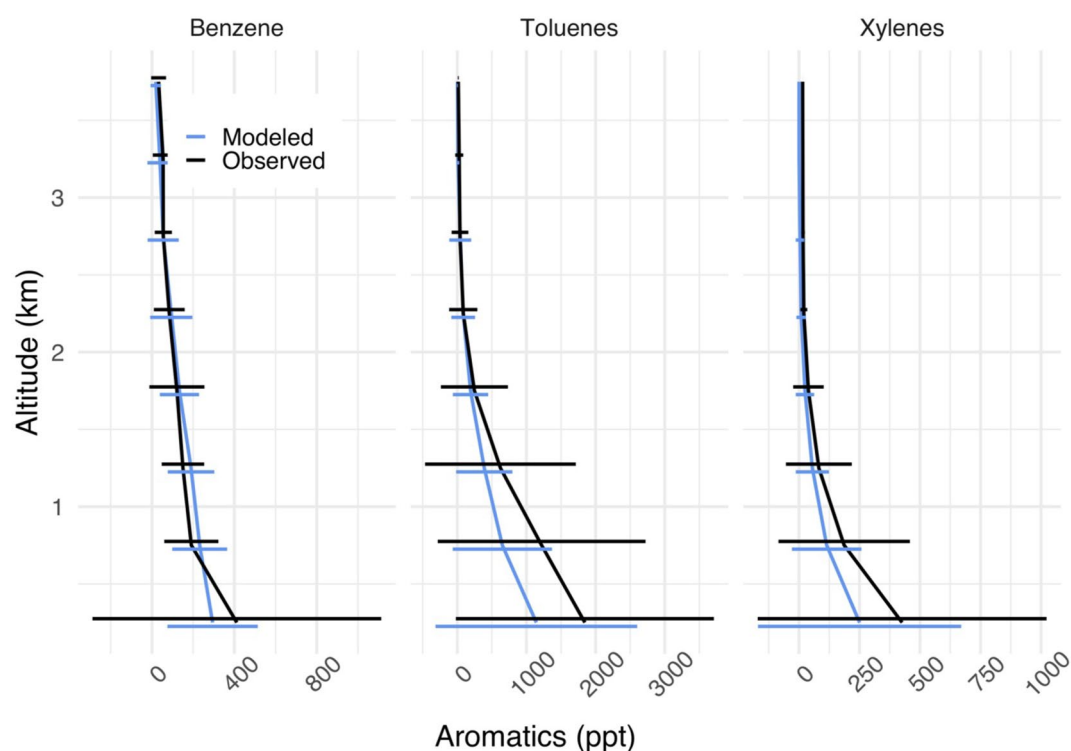 Benzene Toluenes Xylenes
Modeled
Observed
3
2
1
Altitude (km)
0 400 800 0 1000 2000 3000 0 250 500 750 1000
Aromatics (ppt)